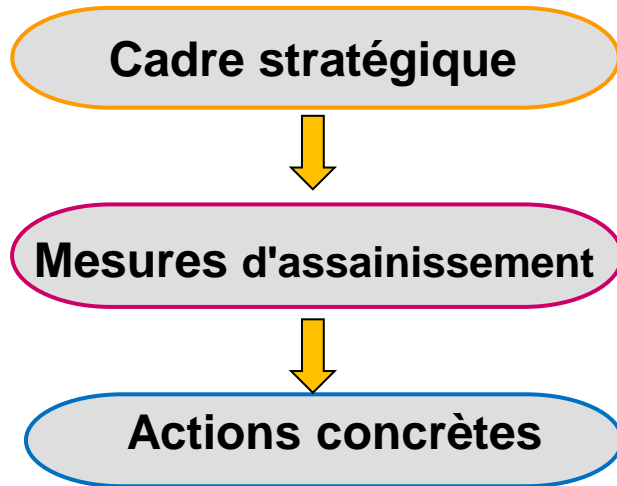 Cadre stratégique
Mesures d'assainissement
Actions concrètes